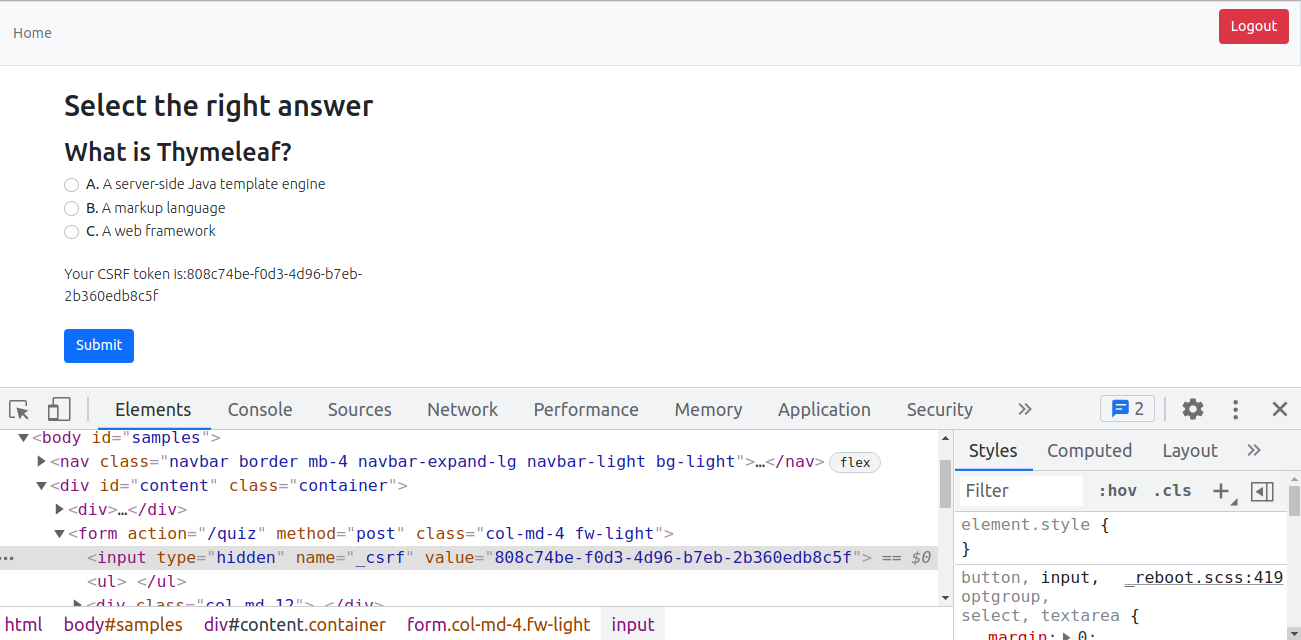 Home
Logout
Select the right answer
What is Thymeleaf?
A. A server-side Java template engine
B. A markup language
C. A web framework
Your CSRF token is:808c74be-f0d3-4d96-b7eb-
2b360edb8c5f
Submit
Elements Console Sources Network Performance Memory Application Security 2
<body id="samples">
<nav class="navbar border mb-4 navbar-expand-lg navbar-light bg-light">…</nav> flex
<div id="content" class="container">
<div>…</div>
<form action="/quiz" method="post" class="col-md-4 fw-light">
<input type="hidden" name="_csrf" value="808c74be-f0d3-4d96-b7eb-2b360edb8c5f"> == $0
<ul> </ul>
<div class="col-md-12"> </div>
html body#samples div#content.container form.col-md-4.fw-light input
Styles Computed Layout
Filter :hov .cls
element.style {
}
button, input, _reboot.scss:419
optgroup,
select, textarea {
margin: 0;